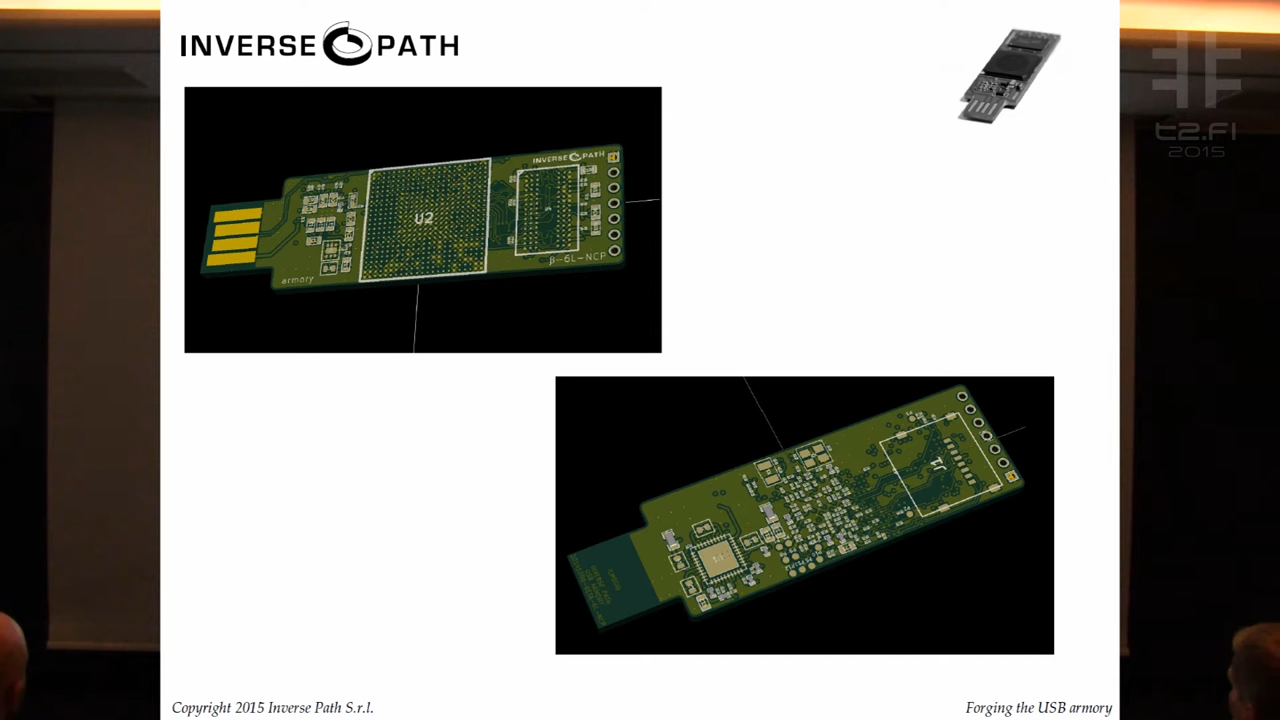 INVERSE PATH
t2.FI
2015
INVERSE PATH
U2
armory
β-6L-NCP
J1
Copyright 2015 Inverse Path S.r.l.
Forging the USB armory